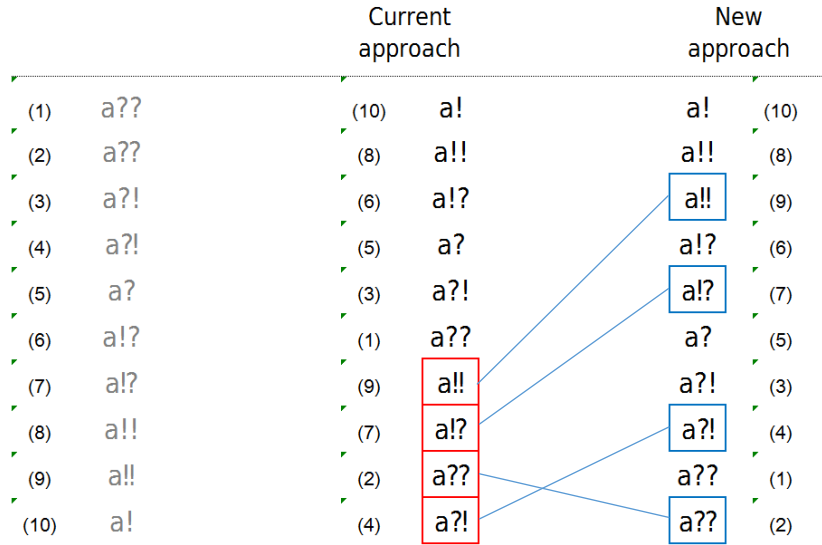 Current New
approach approach
(1) a?? (10) a! a! (10)
(2) a⁇ (8) a!! a!! (8)
(3) a?! (6) a!? a‼ (9)
(4) a⁈ (5) a? a!? (6)
(5) a? (3) a?! a⁉ (7)
(6) a!? (1) a?? a? (5)
(7) a⁉ (9) a‼ a?! (3)
(8) a!! (7) a⁉ a⁈ (4)
(9) a‼ (2) a⁇ a?? (1)
(10) a! (4) a⁈ a⁇ (2)